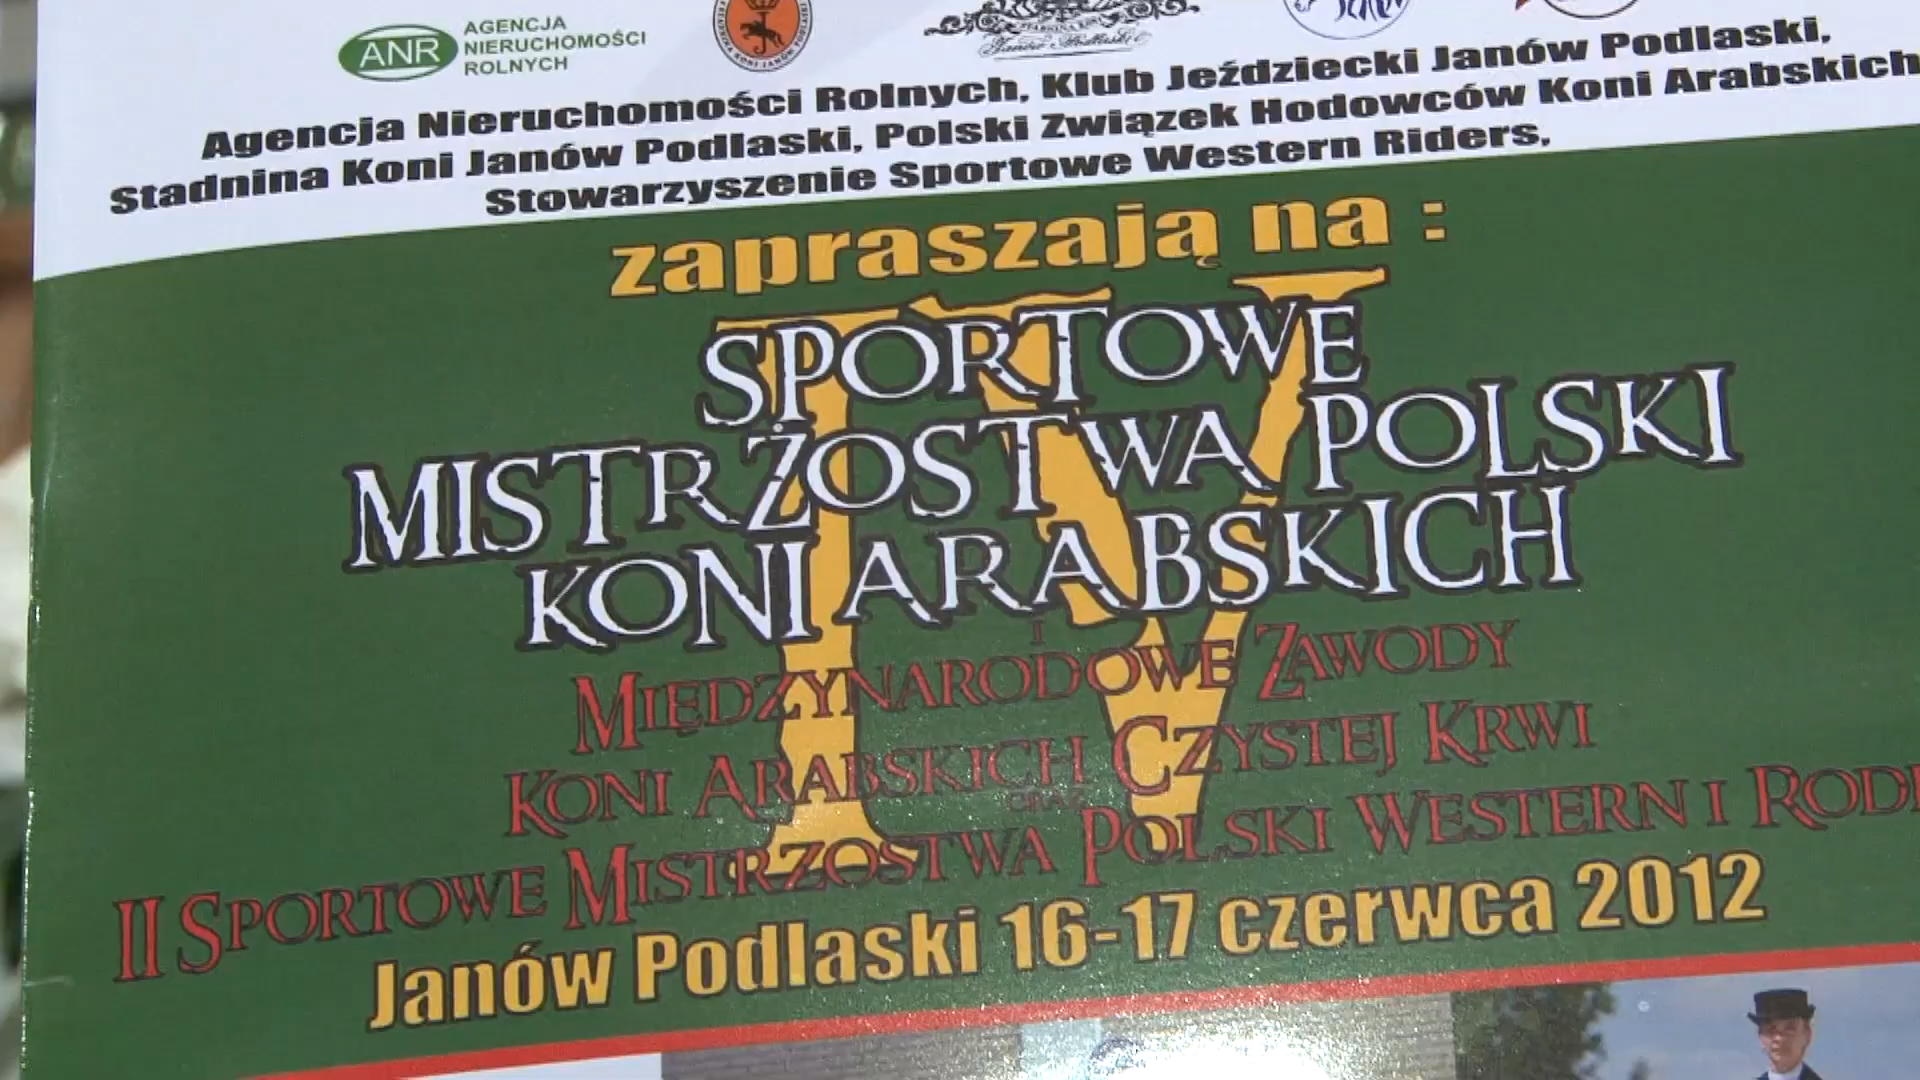 ANR
AGENCJA
NIERUCHOMOŚCI
ROLNYCH
Agencja Nieruchomości Rolnych, Klub Jeździecki Janów Podlaski,
Stadnina Koni Janów Podlaski, Polski Związek Hodowców Koni Arabskich
Stowarzyszenie Sportowe Western Riders,
zapraszają na :
IV
SPORTOWE
MISTRZOSTWA POLSKI
KONI ARABSKICH
I
MIĘDZYNARODOWE ZAWODY
KONI ARABSKICH CZYSTEJ KRWI
ORAZ
II SPORTOWE MISTRZOSTWA POLSKI WESTERN I
Janów Podlaski 16-17 czerwca 2012